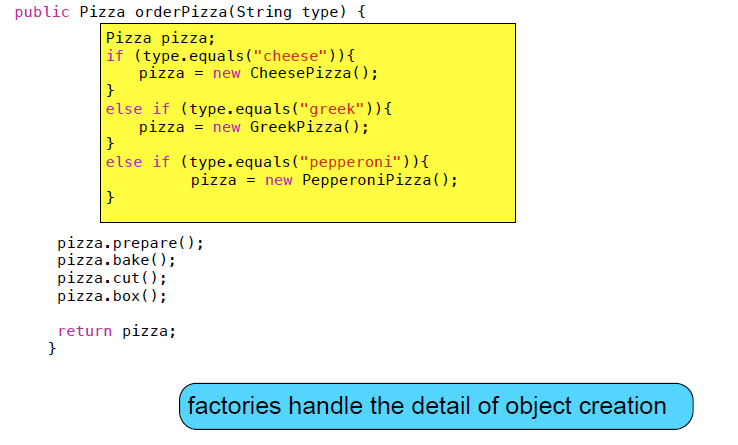 public Pizza orderPizza(String type) {
Pizza pizza;
if (type.equals("cheese")){
pizza = new CheesePizza();
}
else if (type.equals("greek")){
pizza = new GreekPizza();
}
else if (type.equals("pepperoni")){
pizza = new PepperoniPizza();
}
pizza.prepare();
pizza.bake();
pizza.cut();
pizza.box();
return pizza;
}
factories handle the detail of object creation